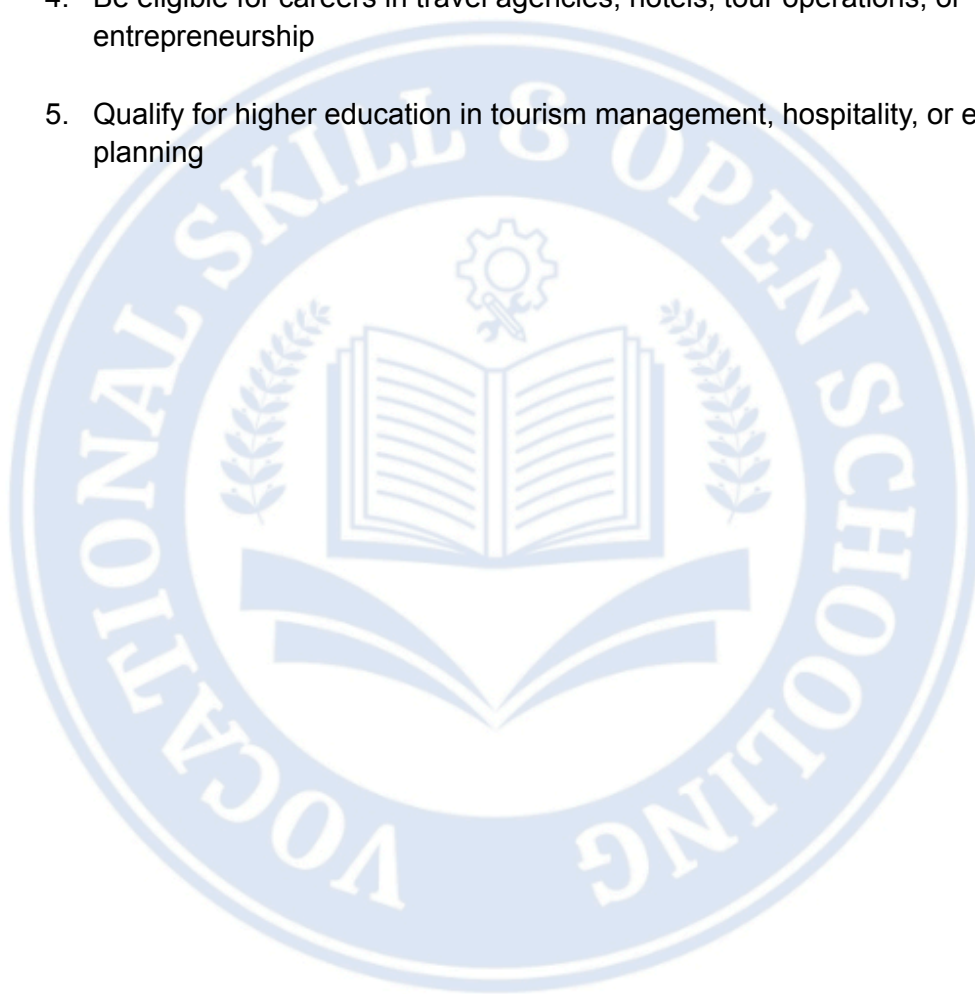 4. Be eligible for careers in travel agencies, hotels, tour operations, or
entrepreneurship
5. Qualify for higher education in tourism management, hospitality, or
planning
VOCATIONAL SKILL & OPEN SCHOOLING